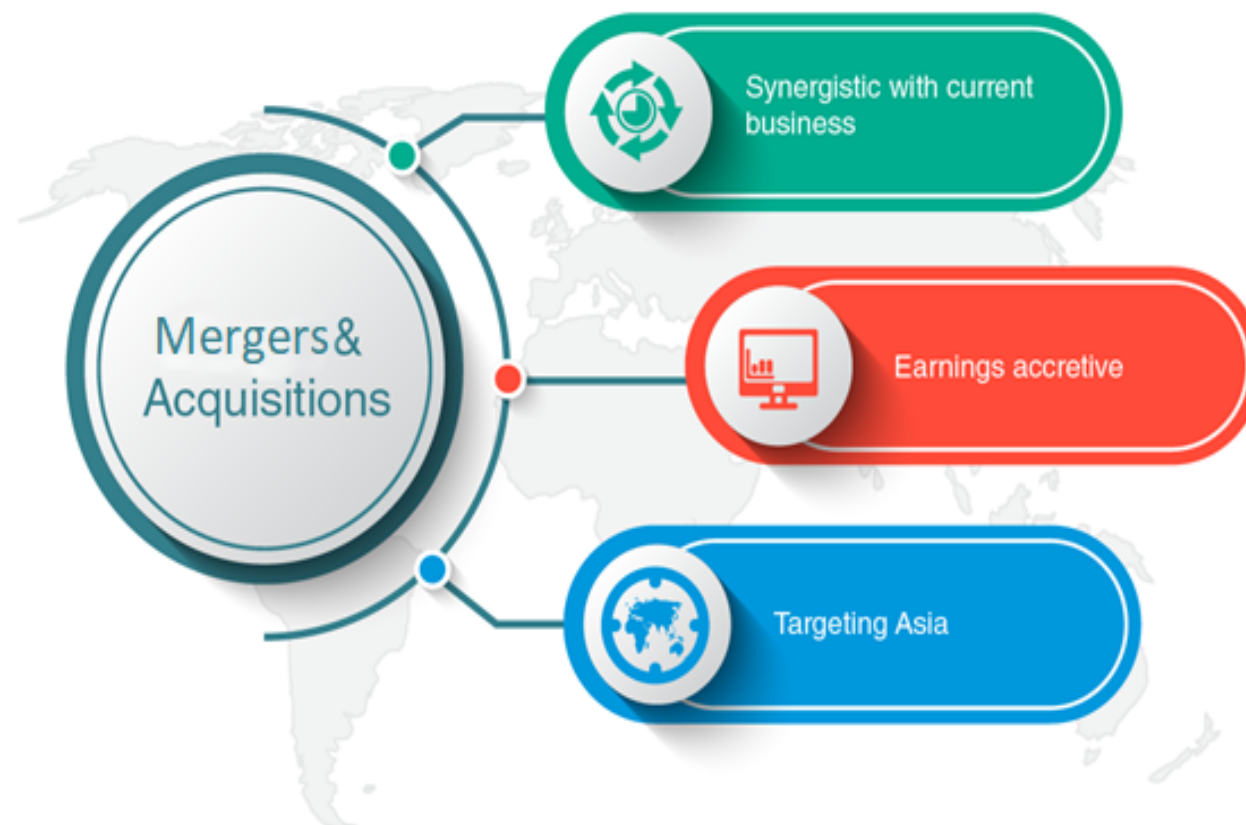 Mergers&
Acquisitions
Synergistic with current
business
Earnings accretive
Targeting Asia